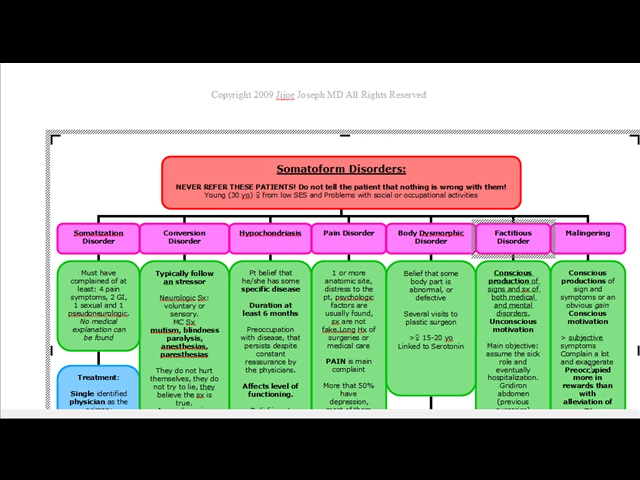 Copyright 2009 Jijoe Joseph MD All Rights Reserved
Somatoform Disorders:
NEVER REFER THESE PATIENTS! Do not tell the patient that nothing is wrong with them!
Young (30 yo) ♀ from low SES and Problems with social or occupational activities
Somatization
Disorder
Conversion
Disorder
Hypochondriasis
Pain Disorder
Body Dysmorphic
Disorder
Factitious
Disorder
Malingering
Must have
complained of at
least: 4 pain
symptoms, 2 GI,
1 sexual and 1
pseudoneurologic.
No medical
explanation can
be found
Treatment:
Single identified
physician as the
Typically follow
an stressor
Neurologic Sx:
voluntary or
sensory.
MC Sx
mutism, blindness
paralysis,
anesthesias,
paresthesias
They do not hurt
themselves, they do
not try to lie, they
believe the sx is
true.
Pt belief that
he/she has some
specific disease
Duration at
least 6 months
Preoccupation
with disease, that
persists despite
constant
reassurance by
the physicians.
Affects level of
functioning.
1 or more
anatomic site,
distress to the
pt, psychologic
factors are
usually found,
sx are not
fake.Long Hx of
surgeries or
medical care
PAIN is main
complaint
More that 50%
have
depression,
most of them
Belief that some
body part is
abnormal, or
defective
Several visits to
plastic surgeon
>♀ 15-20 yo
Linked to Serotonin
Conscious
production of
signs and sx of
both medical
and mental
disorders.
Unconscious
motivation
Main objective:
assume the sick
role and
eventually
hospitalization.
Gridiron
abdomen
(previous
Conscious
productions of
sign and
symptoms or an
obvious gain
Conscious
motivation
> subjective
symptoms
Complain a lot
and exaggerate
Preoccupied
more in
rewards than
with
alleviation of